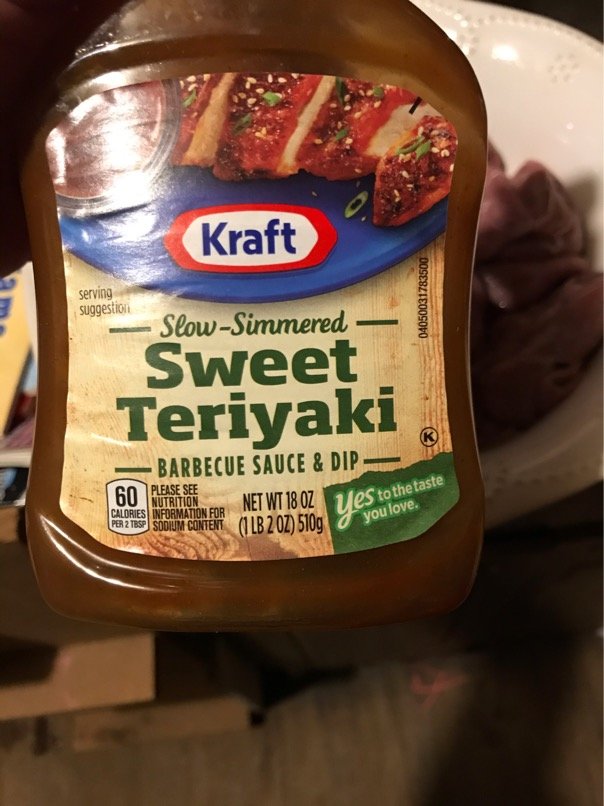 Kraft
serving
suggestion
Slow-Simmered
Sweet
Teriyaki
BARBECUE SAUCE & DIP
K
60
CALORIES
PER 2 TBSP
PLEASE SEE
NUTRITION
INFORMATION FOR
SODIUM CONTENT
NET WT 18 OZ
(1 LB 2 OZ) 510g
yes to the taste
you love.
04050031783500